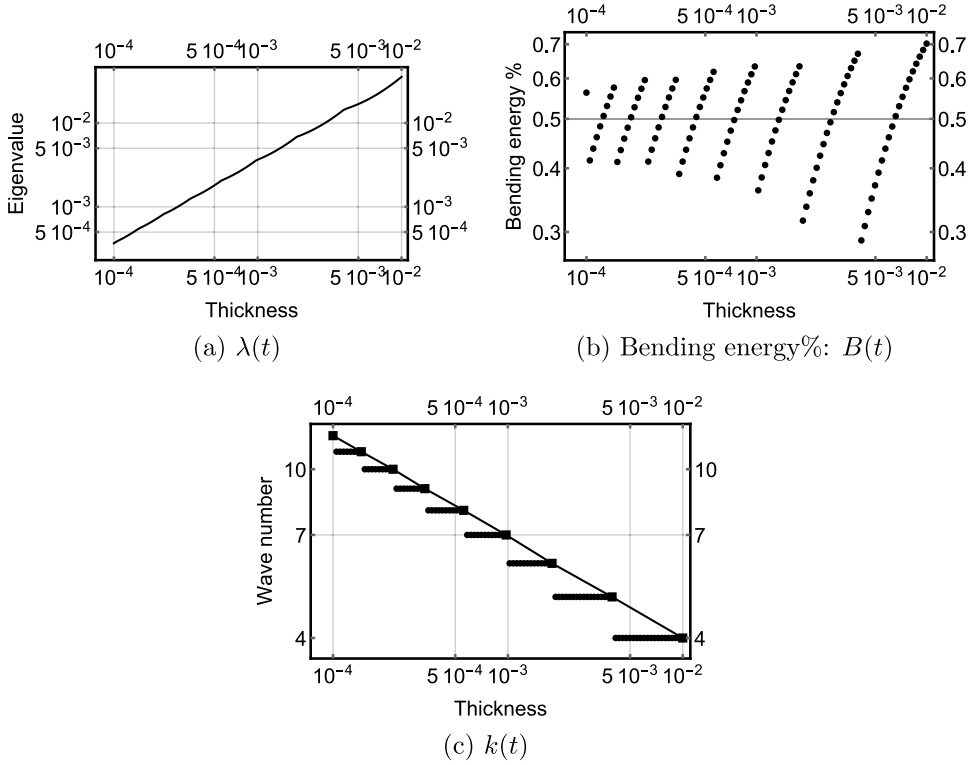 10⁻⁴ 5 10⁻⁴ 10⁻³ 5 10⁻³ 10⁻²
Eigenvalue
10⁻² 10⁻²
5 10⁻³ 5 10⁻³
10⁻³ 10⁻³
5 10⁻⁴ 5 10⁻⁴
10⁻⁴ 5 10⁻⁴ 10⁻³ 5 10⁻³ 10⁻²
Thickness
(a) λ(t)
10⁻⁴ 5 10⁻⁴ 10⁻³ 5 10⁻³ 10⁻²
Bending energy %
0.7 0.7
0.6 0.6
0.5 0.5
0.4 0.4
0.3 0.3
10⁻⁴ 5 10⁻⁴ 10⁻³ 5 10⁻³ 10⁻²
Thickness
(b) Bending energy%: B(t)
10⁻⁴ 5 10⁻⁴ 10⁻³ 5 10⁻³ 10⁻²
Wave number
10 10
7 7
4 4
10⁻⁴ 5 10⁻⁴ 10⁻³ 5 10⁻³ 10⁻²
Thickness
(c) k(t)